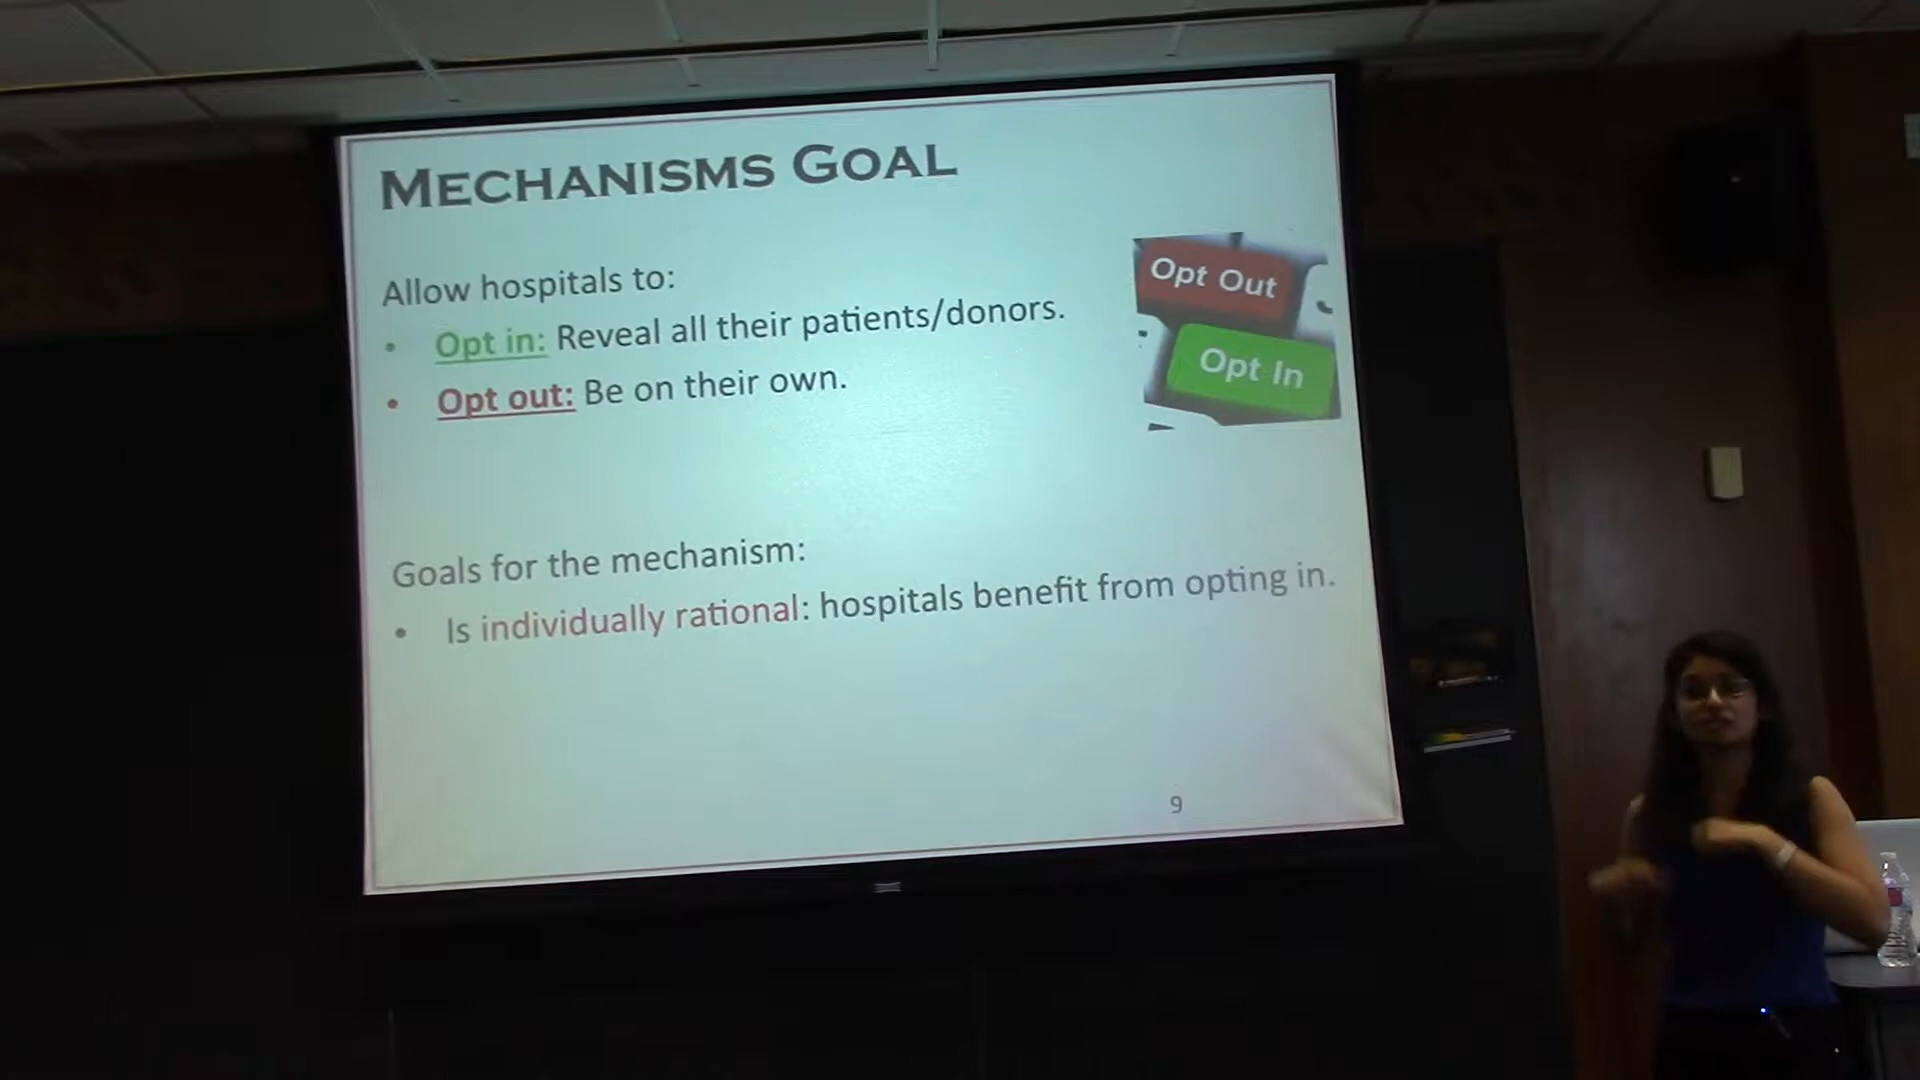 MECHANISMS GOAL
Allow hospitals to:
• Opt in: Reveal all their patients/donors.
• Opt out: Be on their own.
Opt Out
Opt In
Goals for the mechanism:
• Is individually rational: hospitals benefit from opting in.
9